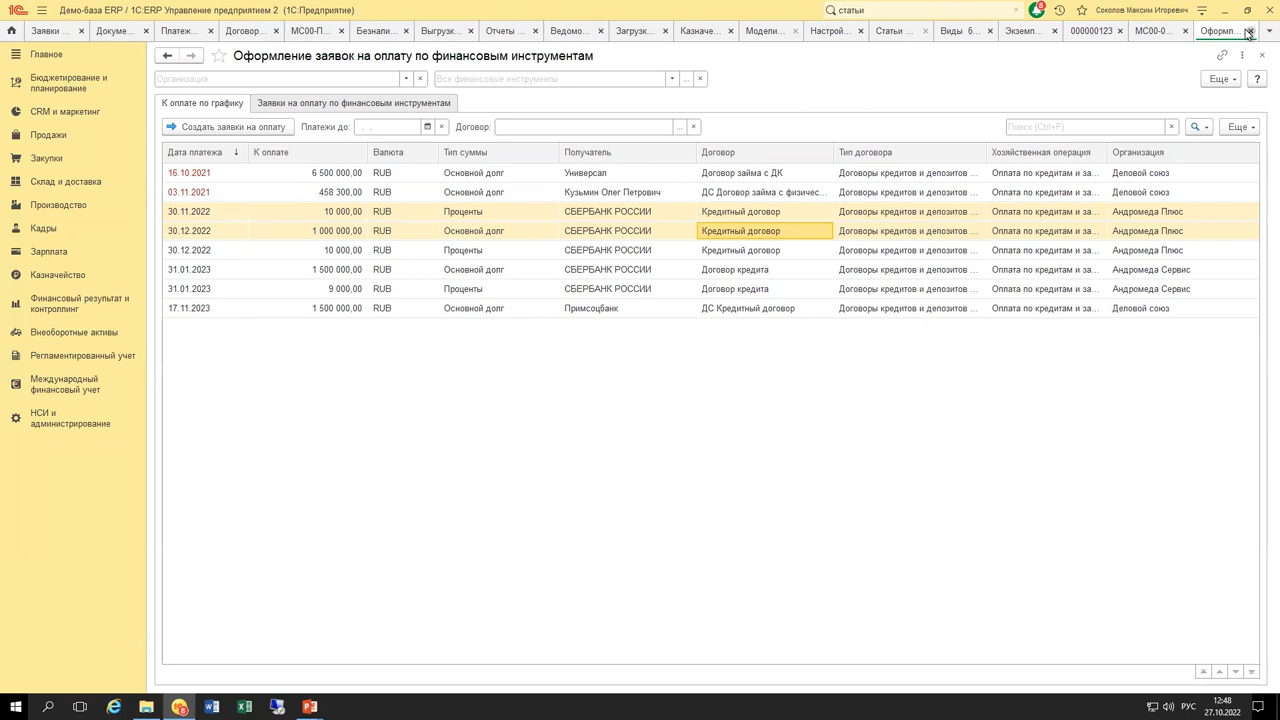 Демо-база ERP / 1С:ERP Управление предприятием 2 (1С:Предприятие)
статьи
8
Соколов Максим Игоревич
Заявки ...
Докуме...
Платеж...
Договор...
МС00-П...
Безнали...
Выгрузк...
Отчеты ...
Ведомо...
Загрузк...
Казначе...
Модели...
Настрой...
Статьи ...
Виды б...
Экземп...
000000123
МС00-0...
Оформл...
Главное
Бюджетирование и
планирование
CRM и маркетинг
Продажи
Закупки
Склад и доставка
Производство
Кадры
Зарплата
Казначейство
Финансовый результат и
контроллинг
Внеоборотные активы
Регламентированный учет
Международный
финансовый учет
НСИ и
администрирование
Оформление заявок на оплату по финансовым инструментам
Организация
Все финансовые инструменты
...
Еще
?
К оплате по графику
Заявки на оплату по финансовым инструментам
Создать заявки на оплату
Платежи до:
. .
Договор:
...
Поиск (Ctrl+F)
Еще
Дата платежа ↓ К оплате Валюта Тип суммы Получатель Договор Тип договора Хозяйственная операция Организация
16.10.2021 6 500 000,00 RUB Основной долг Универсал Договор займа с ДК Договоры кредитов и депозитов ... Оплата по кредитам и за... Деловой союз
03.11.2021 458 300,00 RUB Основной долг Кузьмин Олег Петрович ДС Договор займа с физичес... Договоры кредитов и депозитов ... Оплата по кредитам и за... Деловой союз
30.11.2022 10 000,00 RUB Проценты СБЕРБАНК РОССИИ Кредитный договор Договоры кредитов и депозитов ... Оплата по кредитам и за... Андромеда Плюс
30.12.2022 1 000 000,00 RUB Основной долг СБЕРБАНК РОССИИ Кредитный договор Договоры кредитов и депозитов ... Оплата по кредитам и за... Андромеда Плюс
30.12.2022 10 000,00 RUB Проценты СБЕРБАНК РОССИИ Кредитный договор Договоры кредитов и депозитов ... Оплата по кредитам и за... Андромеда Плюс
31.01.2023 1 500 000,00 RUB Основной долг СБЕРБАНК РОССИИ Договор кредита Договоры кредитов и депозитов ... Оплата по кредитам и за... Андромеда Сервис
31.01.2023 9 000,00 RUB Проценты СБЕРБАНК РОССИИ Договор кредита Договоры кредитов и депозитов ... Оплата по кредитам и за... Андромеда Сервис
17.11.2023 1 500 000,00 RUB Основной долг Примсоцбанк ДС Кредитный договор Договоры кредитов и депозитов ... Оплата по кредитам и за... Деловой союз
РУС
12:48
27.10.2022